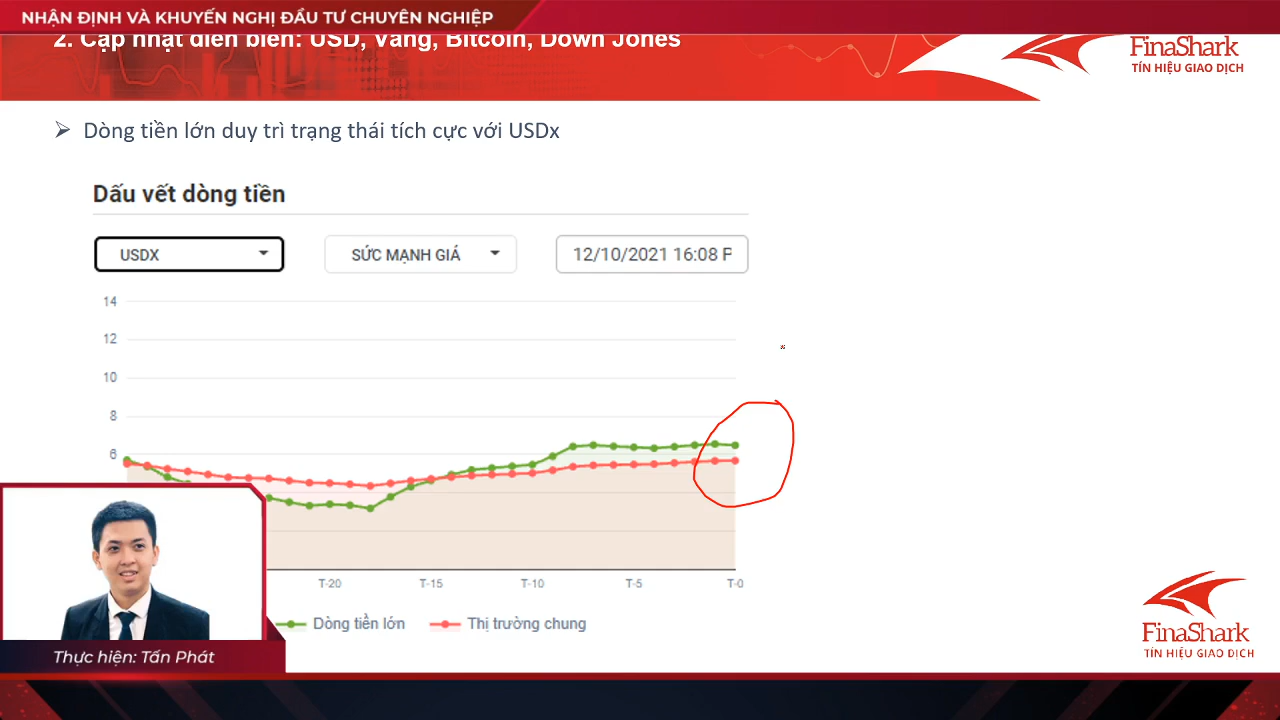 NHẬN ĐỊNH VÀ KHUYẾN NGHỊ ĐẦU TƯ CHUYÊN NGHIỆP
2. Cập nhật diễn biến: USD, Vàng, Bitcoin, Down Jones
FinaShark
TÍN HIỆU GIAO DỊCH
Dòng tiền lớn duy trì trạng thái tích cực với USDx
Dấu vết dòng tiền
USDX
SỨC MẠNH GIÁ
12/10/2021 16:08 P
14
12
10
8
6
T-20
T-15
T-10
T-5
T-0
Dòng tiền lớn
Thị trường chung
Thực hiện: Tấn Phát
FinaShark
TÍN HIỆU GIAO DỊCH